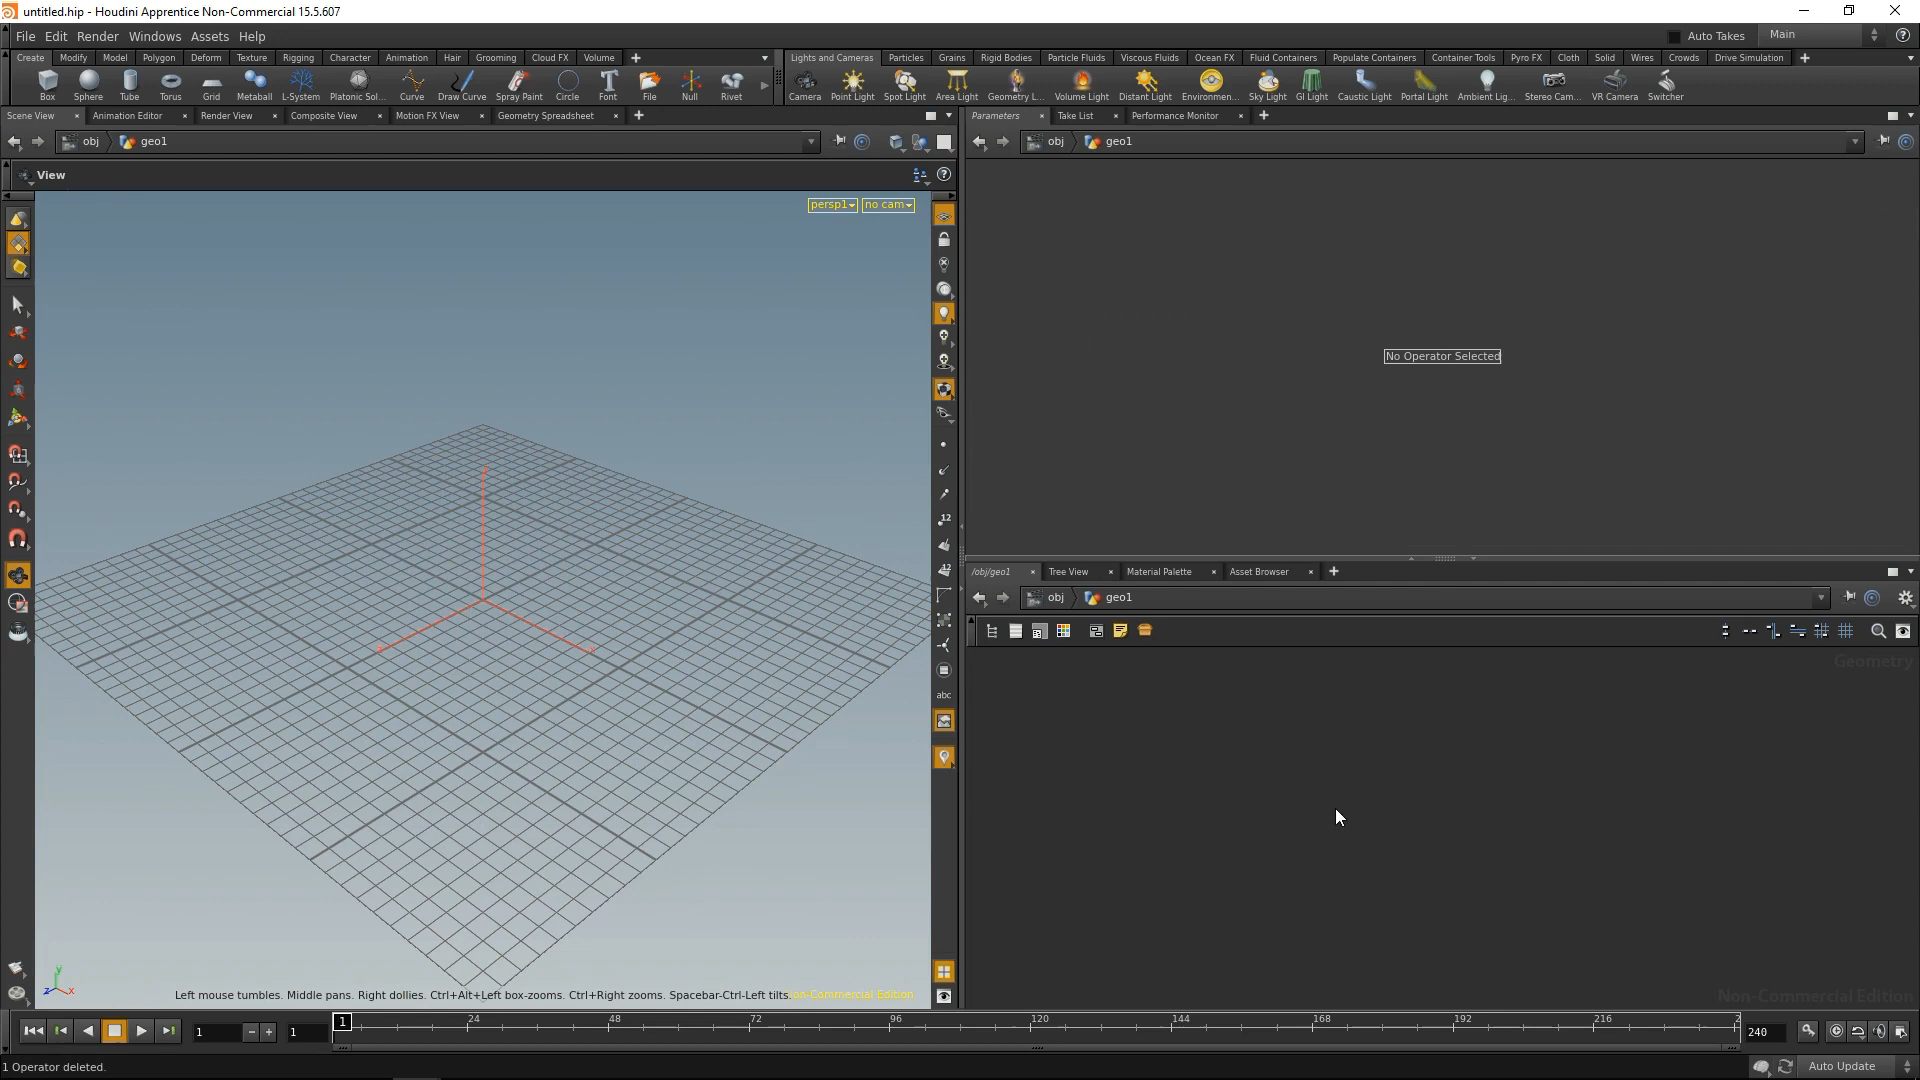 untitled.hip - Houdini Apprentice Non-Commercial 15.5.607
File Edit Render Windows Assets Help
Auto Takes Main
Create Modify Model Polygon Deform Texture Rigging Character Animation Hair Grooming Cloud FX Volume
Lights and Cameras Particles Grains Rigid Bodies Particle Fluids Viscous Fluids Ocean FX Fluid Containers Populate Containers Container Tools Pyro FX Cloth Solid Wires Crowds Drive Simulation
Box Sphere Tube Torus Grid Metaball L-System Platonic Sol... Curve Draw Curve Spray Paint Circle Font File Null Rivet
Camera Point Light Spot Light Area Light Geometry L... Volume Light Distant Light Environmen... Sky Light GI Light Caustic Light Portal Light Ambient Lig... Stereo Cam... VR Camera Switcher
Scene View Animation Editor Render View Composite View Motion FX View Geometry Spreadsheet
Parameters Take List Performance Monitor
obj geo1
obj geo1
View
persp1 no cam
No Operator Selected
12
12
abc
/obj/geo1 Tree View Material Palette Asset Browser
obj geo1
Geometry
y
z x
Left mouse tumbles. Middle pans. Right dollies. Ctrl+Alt+Left box-zooms. Ctrl+Right zooms. Spacebar-Ctrl-Left tilts.
Non-Commercial Edition
1 1 1 24 48 72 96 120 144 168 192 216 2 240
1 Operator deleted.
Auto Update